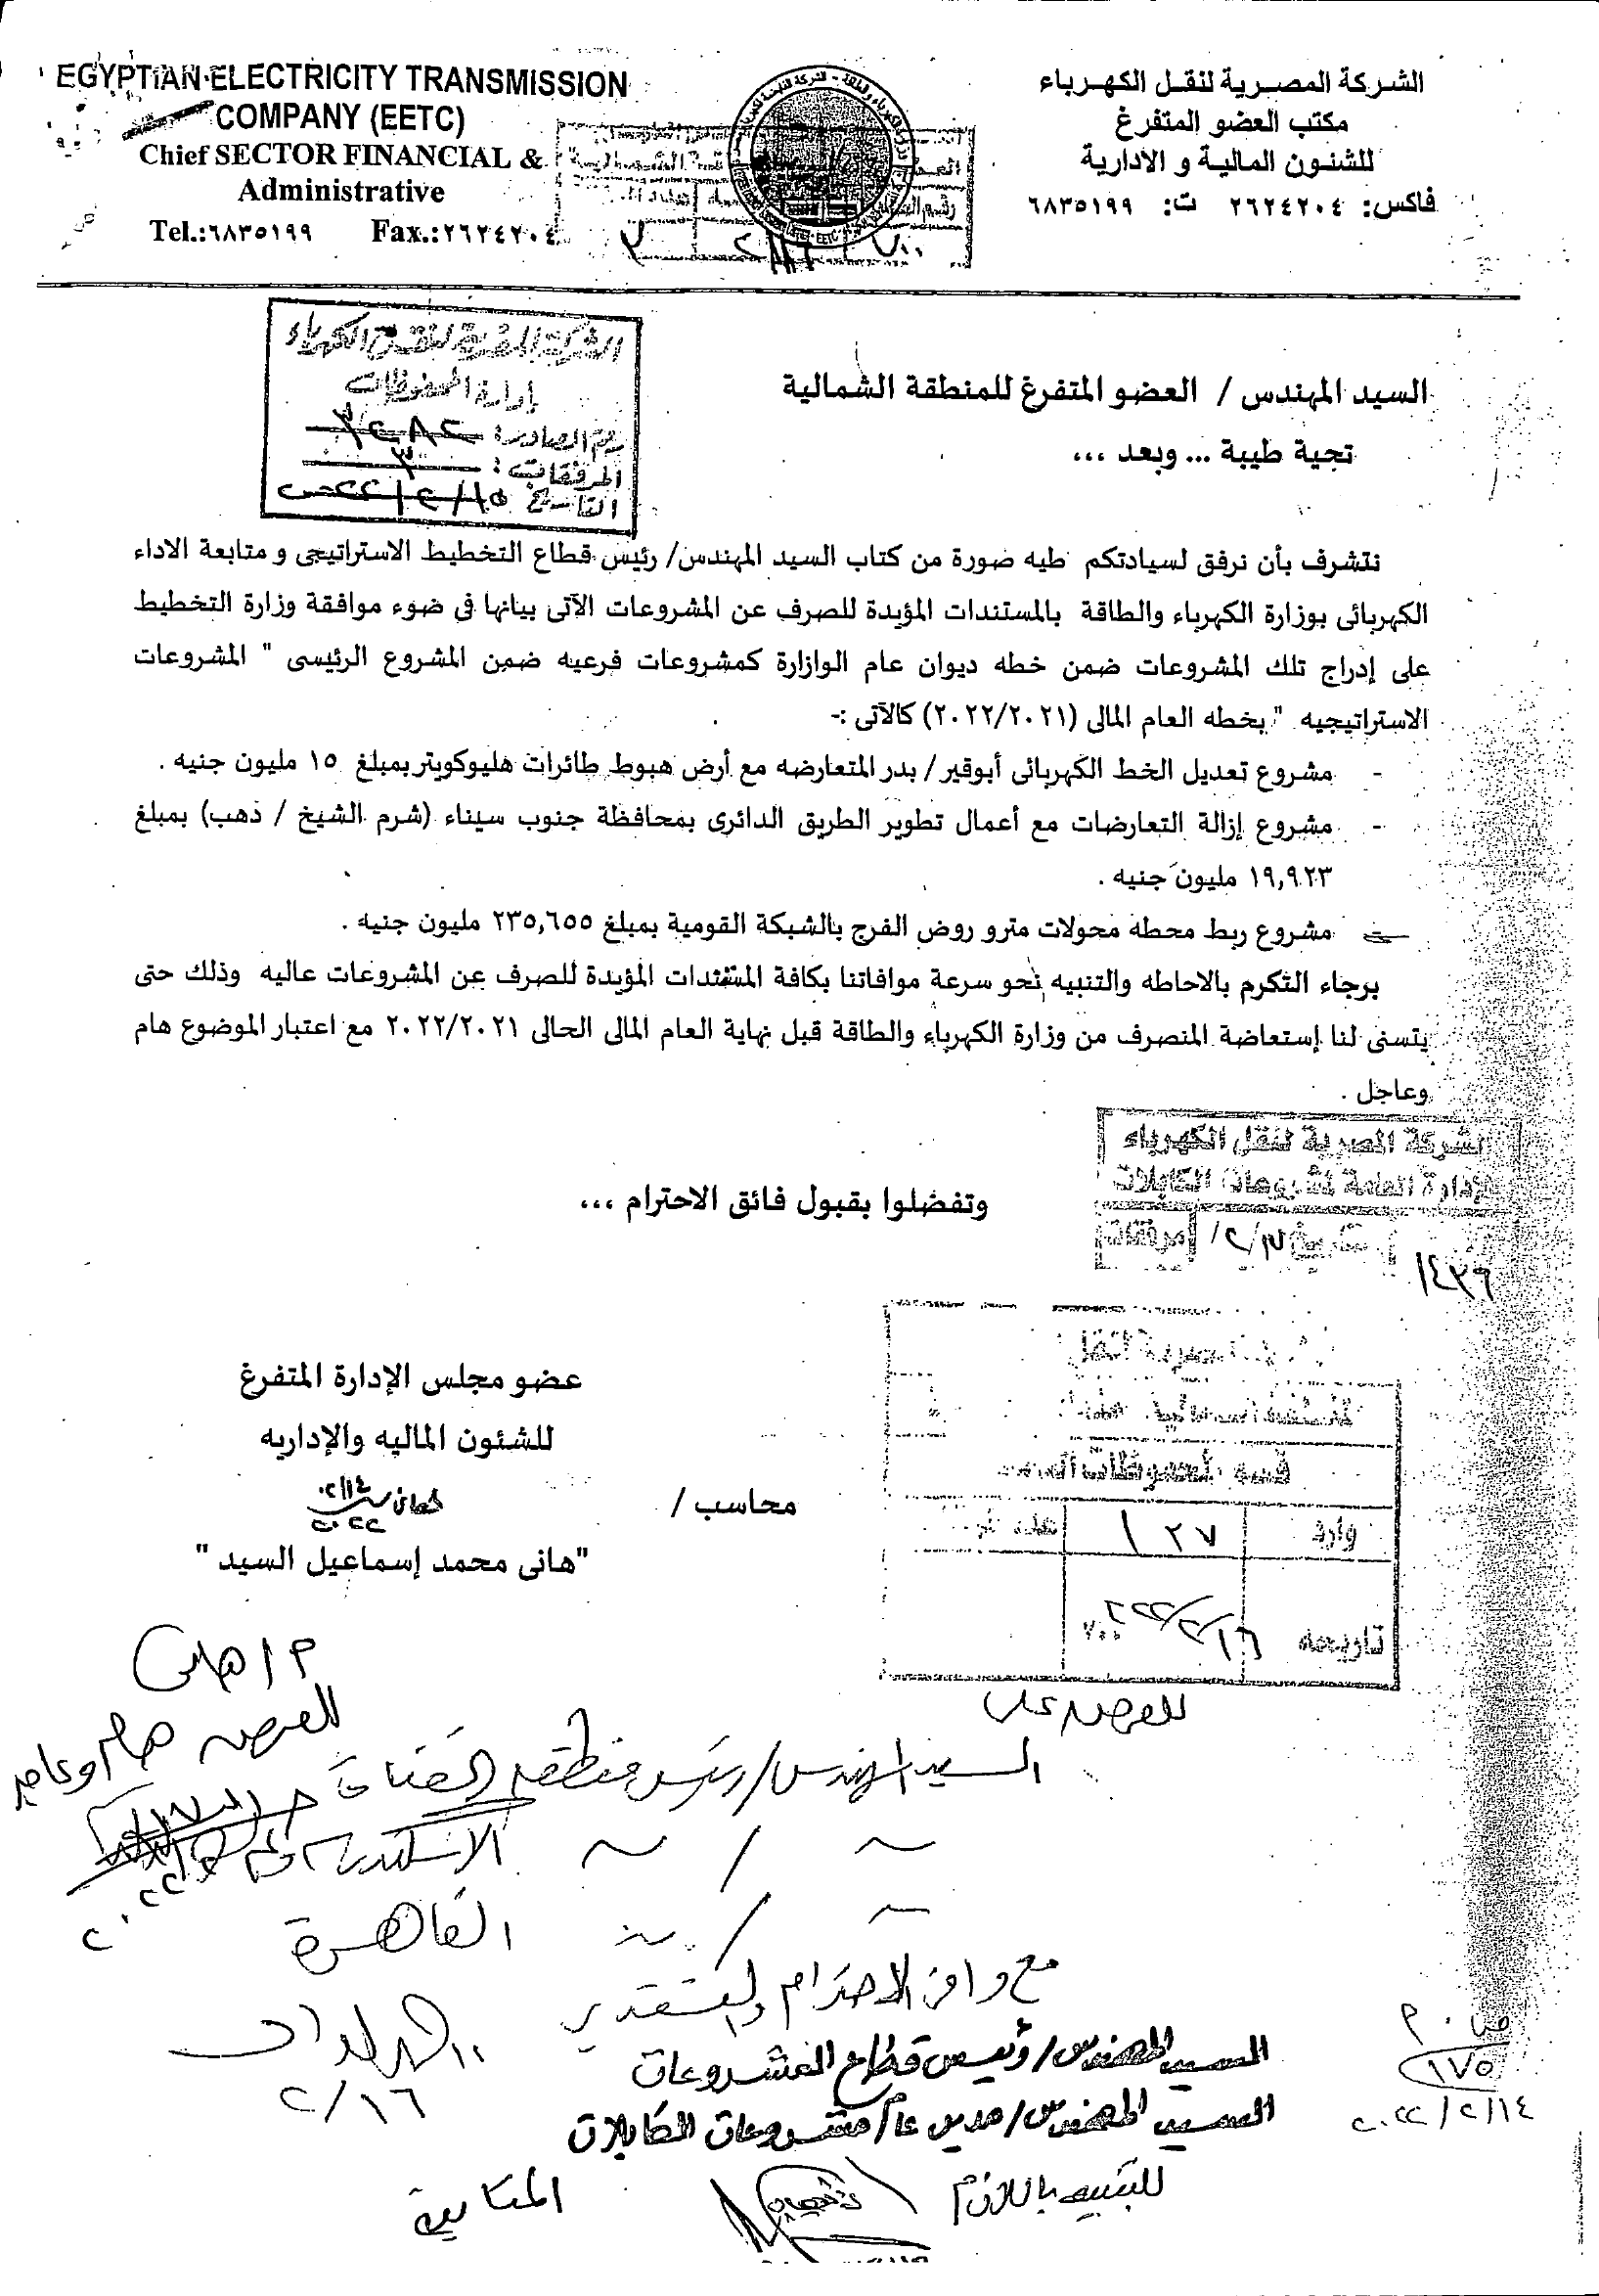 EGYPTIAN ELECTRICITY TRANSMISSION
COMPANY (EETC)
Chief SECTOR FINANCIAL &
Administrative
Tel.:٦٨٣٥١٩٩ Fax.:٢٦٢٤٢٠٤
الشركة المصرية لنقل الكهرباء
مكتب العضو المتفرغ
للشئون المالية و الادارية
فاكس: ٢٦٢٤٢٠٤ ت: ٦٨٣٥١٩٩
الشركة المصرية لنقل الكهرباء
إدارة المحفوظات
رقم الصادر: ٣٢٨٢
المرفقات: ٣
التاريخ ٢٠٢٢/٢/١٥
السيد المهندس / العضو المتفرغ للمنطقة الشمالية
تحية طيبة ... وبعد ...
نتشرف بأن نرفق لسيادتكم طيه صورة من كتاب السيد المهندس/ رئيس قطاع التخطيط الاستراتيجى و متابعة الاداء
الكهربائى بوزارة الكهرباء والطاقة بالمستندات المؤيدة للصرف عن المشروعات الآتى بيانها فى ضوء موافقة وزارة التخطيط
على إدراج تلك المشروعات ضمن خطه ديوان عام الوازارة كمشروعات فرعيه ضمن المشروع الرئيسى " المشروعات
الاستراتيجيه " بخطه العام المالى (٢٠٢٢/٢٠٢١) كالآتى :-
- مشروع تعديل الخط الكهربائى أبوقير/ بدر المتعارضه مع أرض هبوط طائرات هليوكوبتر بمبلغ ١٥ مليون جنيه .
- مشروع إزالة التعارضات مع أعمال تطوير الطريق الدائرى بمحافظة جنوب سيناء (شرم الشيخ / ذهب) بمبلغ
١٩,٩٢٣ مليون جنيه .
- مشروع ربط محطه محولات مترو روض الفرج بالشبكة القومية بمبلغ ٢٣٥,٦٥٥ مليون جنيه .
برجاء التكرم بالاحاطه والتنبيه نحو سرعة موافاتنا بكافة المستندات المؤيدة للصرف عن المشروعات عاليه وذلك حتى
يتسنى لنا إستعاضة المنصرف من وزارة الكهرباء والطاقة قبل نهاية العام المالى الحالى ٢٠٢٢/٢٠٢١ مع اعتبار الموضوع هام
وعاجل .
الشركة المصرية لنقل الكهرباء
الإدارة العامة لمشروعات الكابلات
١٤٣٦
وتفضلوا بقبول فائق الاحترام ...
عضو مجلس الإدارة المتفرغ
للشئون الماليه والإداريه
محاسب /
"هانى محمد إسماعيل السيد "
وارد ١٢٧
تاريخه ٢٠٢٢/٢/١٦
للعرض على
السيد المهندس/ رئيس منطقة القناة
الاسكندرية
القاهرة
مع وافر الاحترام والتقدير
٢/١٦
السيد المهندس/ رئيس قطاع المشروعات
السيد المهندس/ مدير عام/ مشروعات الكابلات
للتنبيه باللازم
المتابعة
١٧٥
٢٠٢٢/٢/١٤